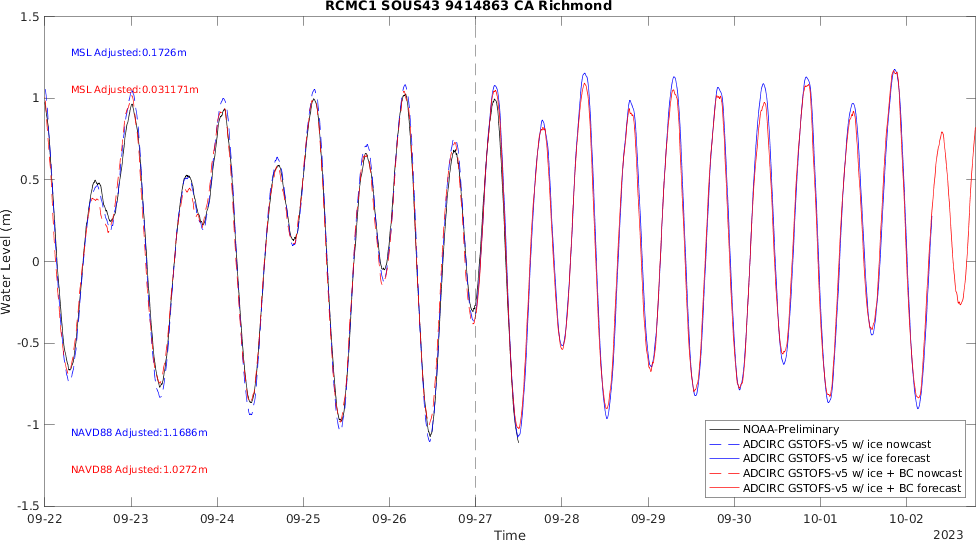 RCMC1 SOUS43 9414863 CA Richmond
1.5
MSL Adjusted:0.1726m
1
MSL Adjusted:0.031171m
0.5
0
Water Level (m)
-0.5
-1
NAVD88 Adjusted:1.1686m
NAVD88 Adjusted:1.0272m
-1.5
NOAA-Preliminary
ADCIRC GSTOFS-v5 w/ ice nowcast
ADCIRC GSTOFS-v5 w/ ice forecast
ADCIRC GSTOFS-v5 w/ ice + BC nowcast
ADCIRC GSTOFS-v5 w/ ice + BC forecast
09-22 09-23 09-24 09-25 09-26 09-27 09-28 09-29 09-30 10-01 10-02
Time
2023